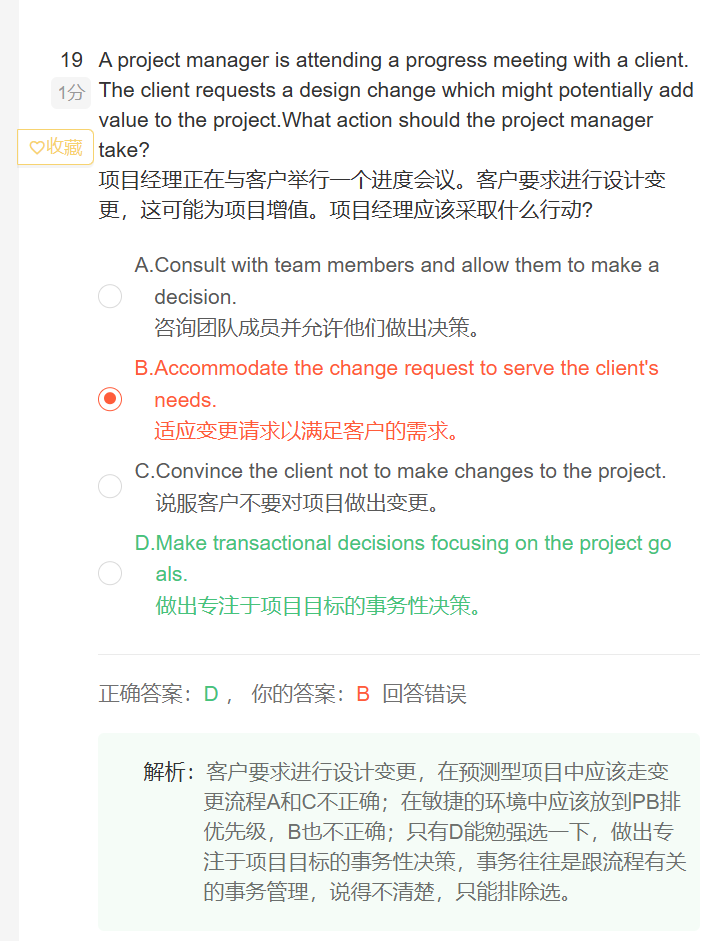 19 A project manager is attending a progress meeting with a client.
1分 The client requests a design change which might potentially add
value to the project.What action should the project manager
收藏 take?
项目经理正在与客户举行一个进度会议。客户要求进行设计变
更，这可能为项目增值。项目经理应该采取什么行动?
A.Consult with team members and allow them to make a
decision.
咨询团队成员并允许他们做出决策。
B.Accommodate the change request to serve the client's
needs.
适应变更请求以满足客户的需求。
C.Convince the client not to make changes to the project.
说服客户不要对项目做出变更。
D.Make transactional decisions focusing on the project go
als.
做出专注于项目目标的事务性决策。
正确答案：D ， 你的答案：B 回答错误
解析：客户要求进行设计变更，在预测型项目中应该走变
更流程A和C不正确；在敏捷的环境中应该放到PB排
优先级，B也不正确；只有D能勉强选一下，做出专
注于项目目标的事务性决策，事务往往是跟流程有关
的事务管理，说得不清楚，只能排除选。